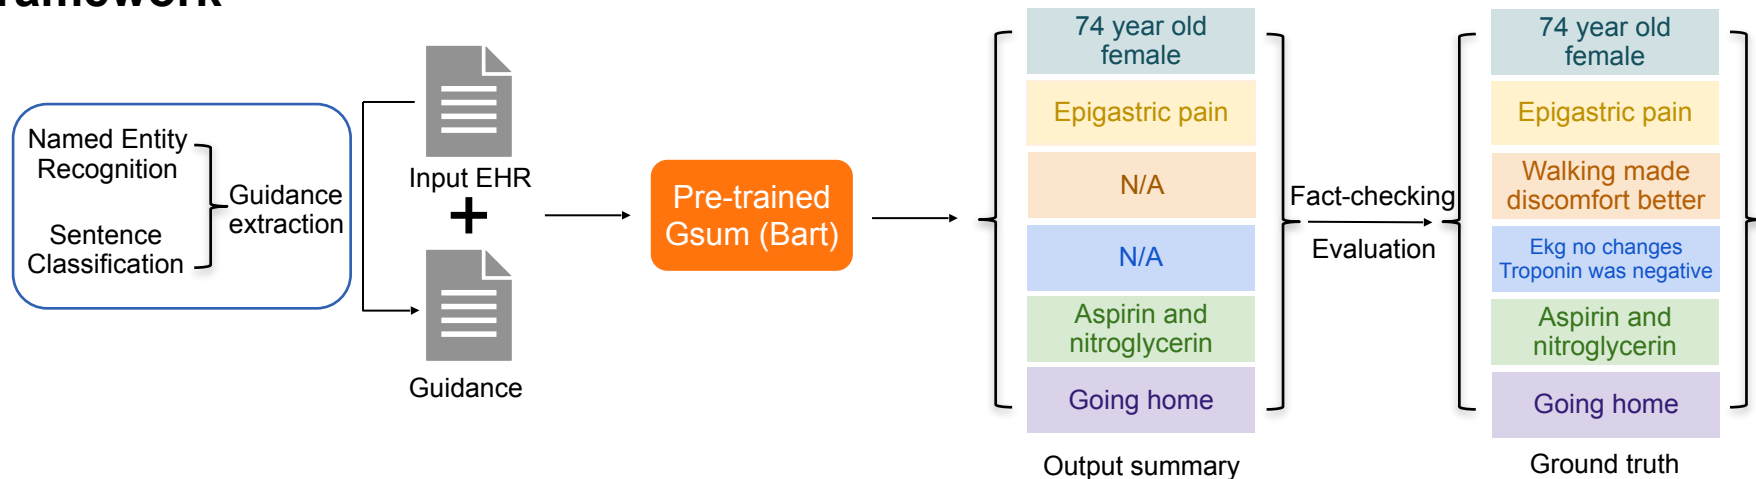 Named Entity
Recognition
Sentence
Classification
Guidance
extraction
Input EHR
+
Guidance
Pre-trained
Gsum (Bart)
74 year old
female
Epigastric pain
N/A
N/A
Aspirin and
nitroglycerin
Going home
Output summary
Fact-checking
Evaluation
74 year old
female
Epigastric pain
Walking made
discomfort better
Ekg no changes
Troponin was negative
Aspirin and
nitroglycerin
Going home
Ground truth